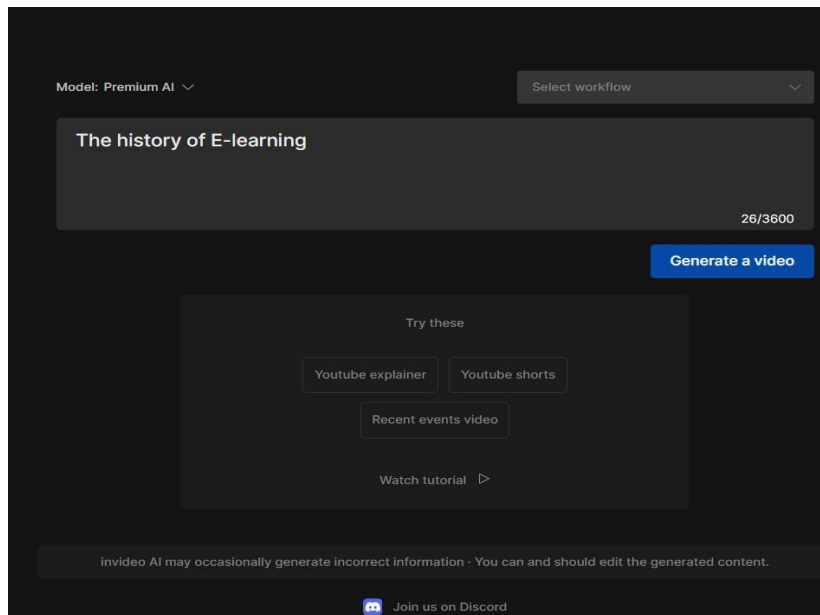 Model: Premium AI
Select workflow
The history of E-learning
26/3600
Generate a video
Try these
Youtube explainer
Youtube shorts
Recent events video
Watch tutorial
invideo AI may occasionally generate incorrect information · You can and should edit the generated content.
Join us on Discord